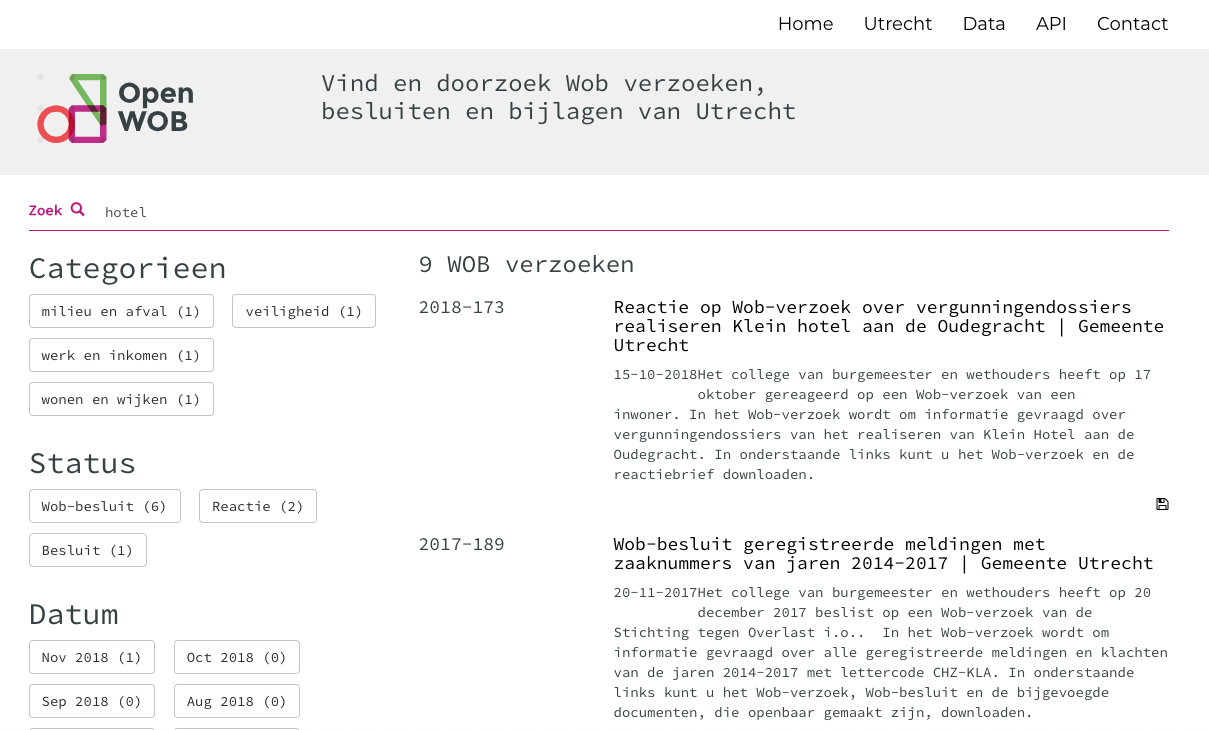 Home Utrecht Data API Contact
Open
WOB
Vind en doorzoek Wob verzoeken,
besluiten en bijlagen van Utrecht
Zoek hotel
Categorieen
milieu en afval (1) veiligheid (1)
werk en inkomen (1)
wonen en wijken (1)
Status
Wob-besluit (6) Reactie (2)
Besluit (1)
Datum
Nov 2018 (1) Oct 2018 (0)
Sep 2018 (0) Aug 2018 (0)
9 WOB verzoeken
2018-173
Reactie op Wob-verzoek over vergunningendossiers
realiseren Klein hotel aan de Oudegracht | Gemeente
Utrecht
15-10-2018Het college van burgemeester en wethouders heeft op 17
oktober gereageerd op een Wob-verzoek van een
inwoner. In het Wob-verzoek wordt om informatie gevraagd over
vergunningendossiers van het realiseren van Klein Hotel aan de
Oudegracht. In onderstaande links kunt u het Wob-verzoek en de
reactiebrief downloaden.
2017-189
Wob-besluit geregistreerde meldingen met
zaaknummers van jaren 2014-2017 | Gemeente Utrecht
20-11-2017Het college van burgemeester en wethouders heeft op 20
december 2017 beslist op een Wob-verzoek van de
Stichting tegen Overlast i.o.. In het Wob-verzoek wordt om
informatie gevraagd over alle geregistreerde meldingen en klachten
van de jaren 2014-2017 met lettercode CHZ-KLA. In onderstaande
links kunt u het Wob-verzoek, Wob-besluit en de bijgevoegde
documenten, die openbaar gemaakt zijn, downloaden.